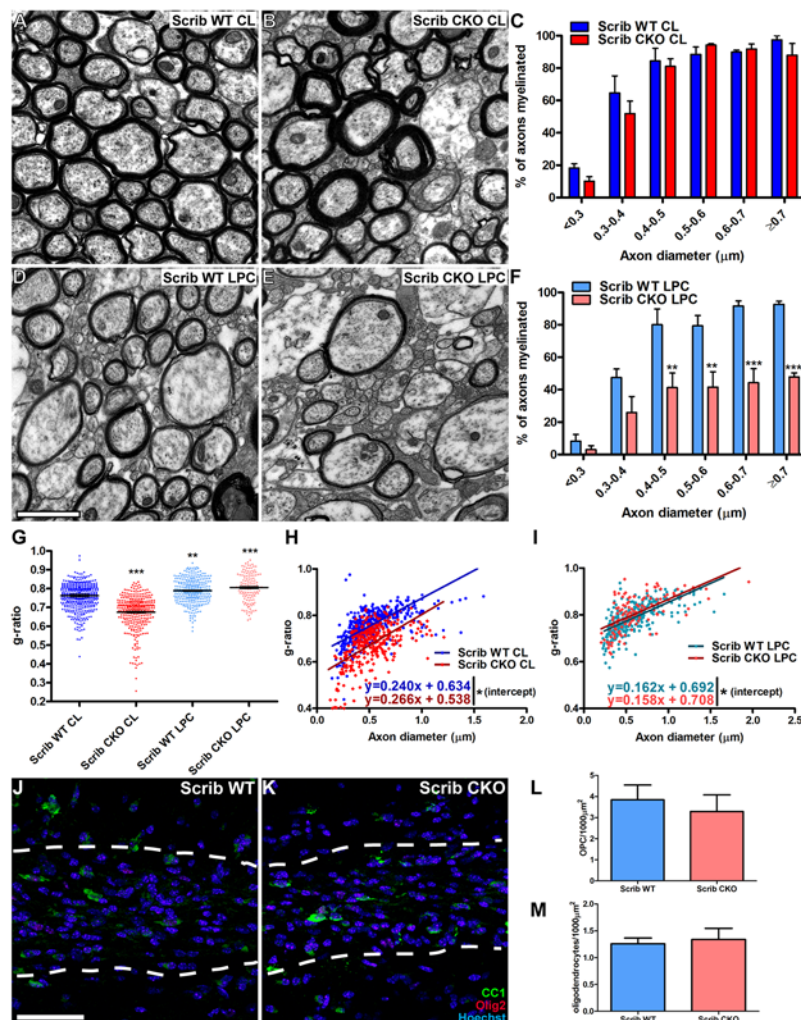 A
Scrib WT CL
B
Scrib CKO CL
C
Scrib WT CL
Scrib CKO CL
% of axons myelinated
100
80
60
40
20
0
<0.3
0.3-0.4
0.4-0.5
0.5-0.6
0.6-0.7
≥0.7
Axon diameter (μm)
D
Scrib WT LPC
E
Scrib CKO LPC
F
Scrib WT LPC
Scrib CKO LPC
% of axons myelinated
100
80
60
40
20
0
** ** *** ***
<0.3
0.3-0.4
0.4-0.5
0.5-0.6
0.6-0.7
≥0.7
Axon diameter (μm)
G
g-ratio
1.0
0.9
0.8
0.7
0.6
0.5
0.4
0.3
0.2
*** ** ***
Scrib WT CL
Scrib CKO CL
Scrib WT LPC
Scrib CKO LPC
H
g-ratio
1.0
0.8
0.6
0.4
Scrib WT CL
Scrib CKO CL
y=0.240x + 0.634
y=0.266x + 0.538
* (intercept)
0.0 0.5 1.0 1.5 2.0
Axon diameter (μm)
I
g-ratio
1.0
0.8
0.6
0.4
Scrib WT LPC
Scrib CKO LPC
y=0.162x + 0.692
y=0.158x + 0.708
* (intercept)
0.0 0.5 1.0 1.5 2.0 2.5
Axon diameter (μm)
J
Scrib WT
K
Scrib CKO
CC1
Olig2
Hoechst
L
OPC/1000μm²
5
4
3
2
1
0
Scrib WT
Scrib CKO
M
oligodendrocytes/1000μm²
2.0
1.5
1.0
0.5
0.0
Scrib WT
Scrib CKO